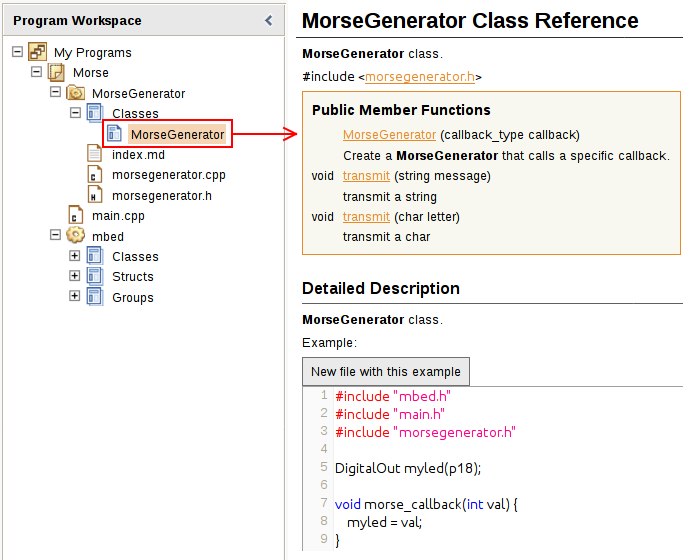 Program Workspace
My Programs
Morse
MorseGenerator
Classes
MorseGenerator
index.md
morsegenerator.cpp
morsegenerator.h
main.cpp
mbed
Classes
Structs
Groups
MorseGenerator Class Reference
MorseGenerator class.
#include <morsegenerator.h>
Public Member Functions
MorseGenerator (callback_type callback)
Create a MorseGenerator that calls a specific callback.
void transmit (string message)
transmit a string
void transmit (char letter)
transmit a char
Detailed Description
MorseGenerator class.
Example:
New file with this example
1 #include "mbed.h"
2 #include "main.h"
3 #include "morsegenerator.h"
4
5 DigitalOut myled(p18);
6
7 void morse_callback(int val) {
8 myled = val;
9 }